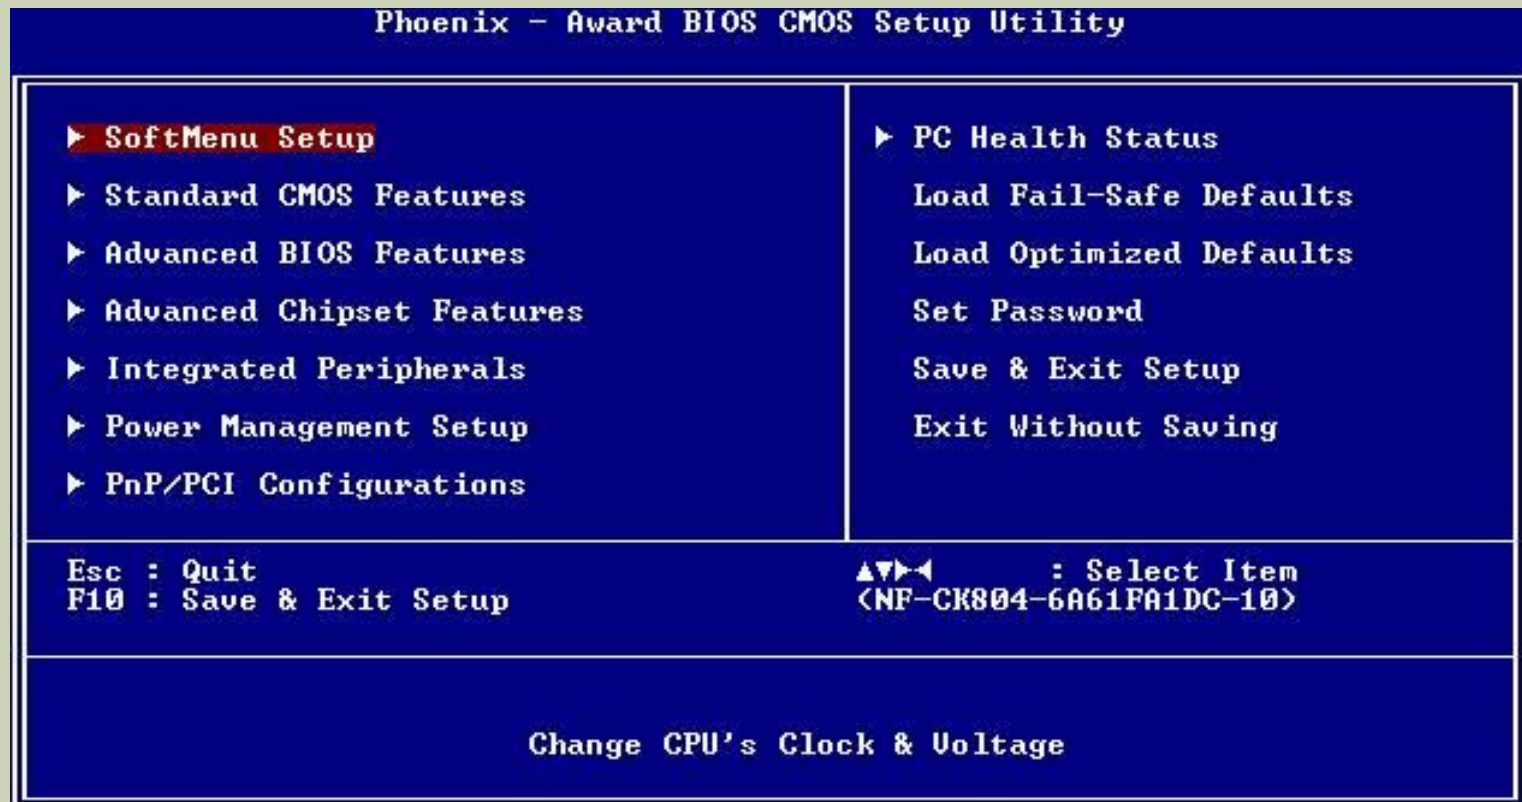 Phoenix - Award BIOS CMOS Setup Utility
SoftMenu Setup
Standard CMOS Features
Advanced BIOS Features
Advanced Chipset Features
Integrated Peripherals
Power Management Setup
PnP/PCI Configurations
PC Health Status
Load Fail-Safe Defaults
Load Optimized Defaults
Set Password
Save & Exit Setup
Exit Without Saving
Esc : Quit
F10 : Save & Exit Setup
▲▼►◄ : Select Item
(NF-CK804-6A61FA1DC-10)
Change CPU's Clock & Voltage